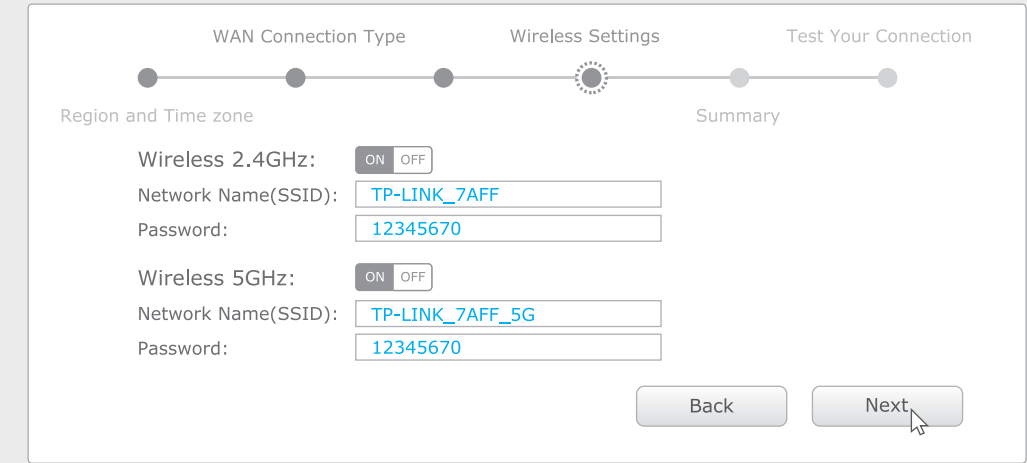 WAN Connection Type Wireless Settings Test Your Connection
Region and Time zone Summary
Wireless 2.4GHz: ON OFF
Network Name(SSID): TP-LINK_7AFF
Password: 12345670
Wireless 5GHz: ON OFF
Network Name(SSID): TP-LINK_7AFF_5G
Password: 12345670
Back Next